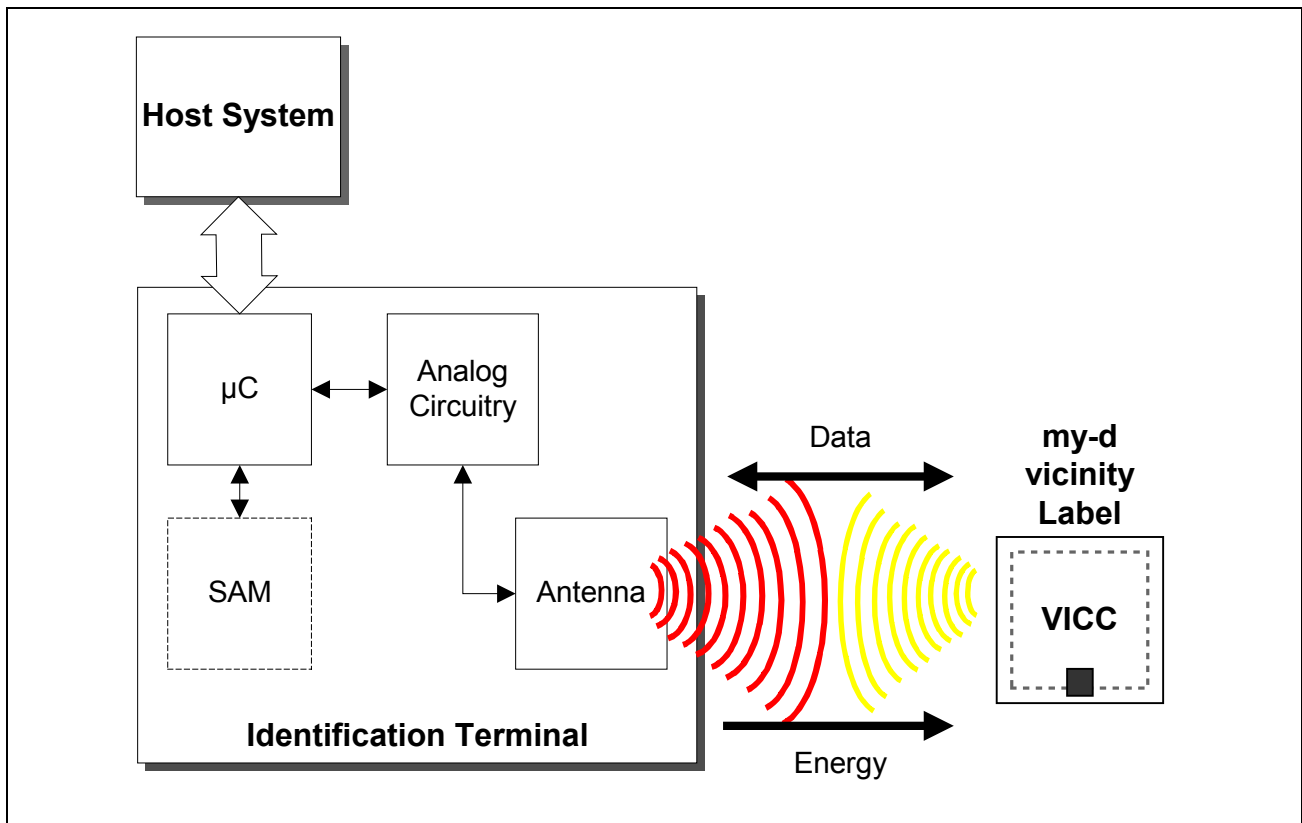 Host System
µC
Analog
Circuitry
SAM
Antenna
Identification Terminal
Data
Energy
my-d
vicinity
Label
VICC